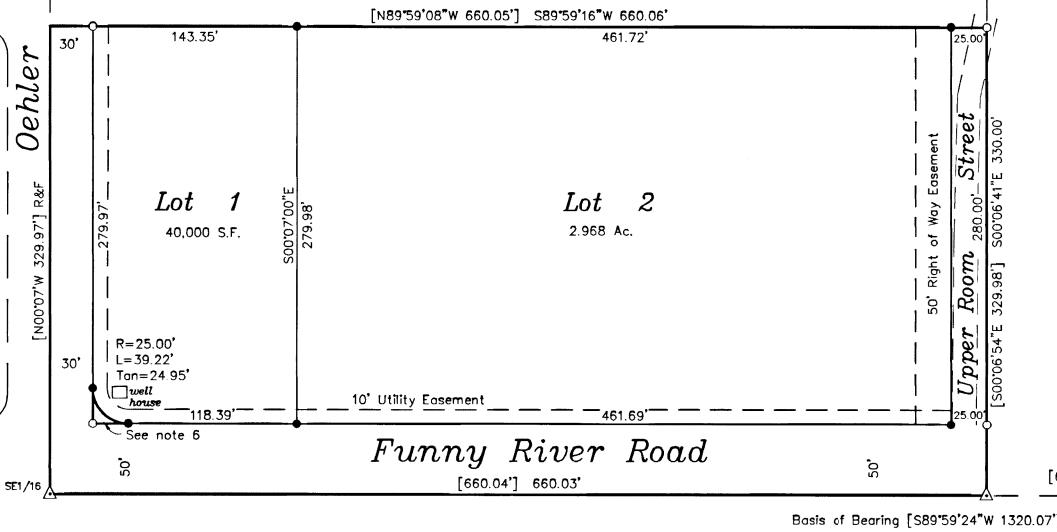 [N89°59'08"W 660.05'] S89°59'16"W 660.06'
30'
143.35'
461.72'
25.00'
Oehler
[N00°07'W 329.97'] R&F
279.97'
Lot 1
40,000 S.F.
S00°07'00"E
279.98'
Lot 2
2.968 Ac.
50' Right of Way Easement
Upper Room Street
280.00'
[S00°06'54"E 329.98'] S00°06'41"E 330.00'
30'
R=25.00'
L=39.22'
Tan=24.95'
well
house
118.39'
10' Utility Easement
461.69'
25.00'
See note 6
Funny River Road
50'
50'
SE1/16
[660.04'] 660.03'
[6
Basis of Bearing [S89°59'24"W 1320.07'